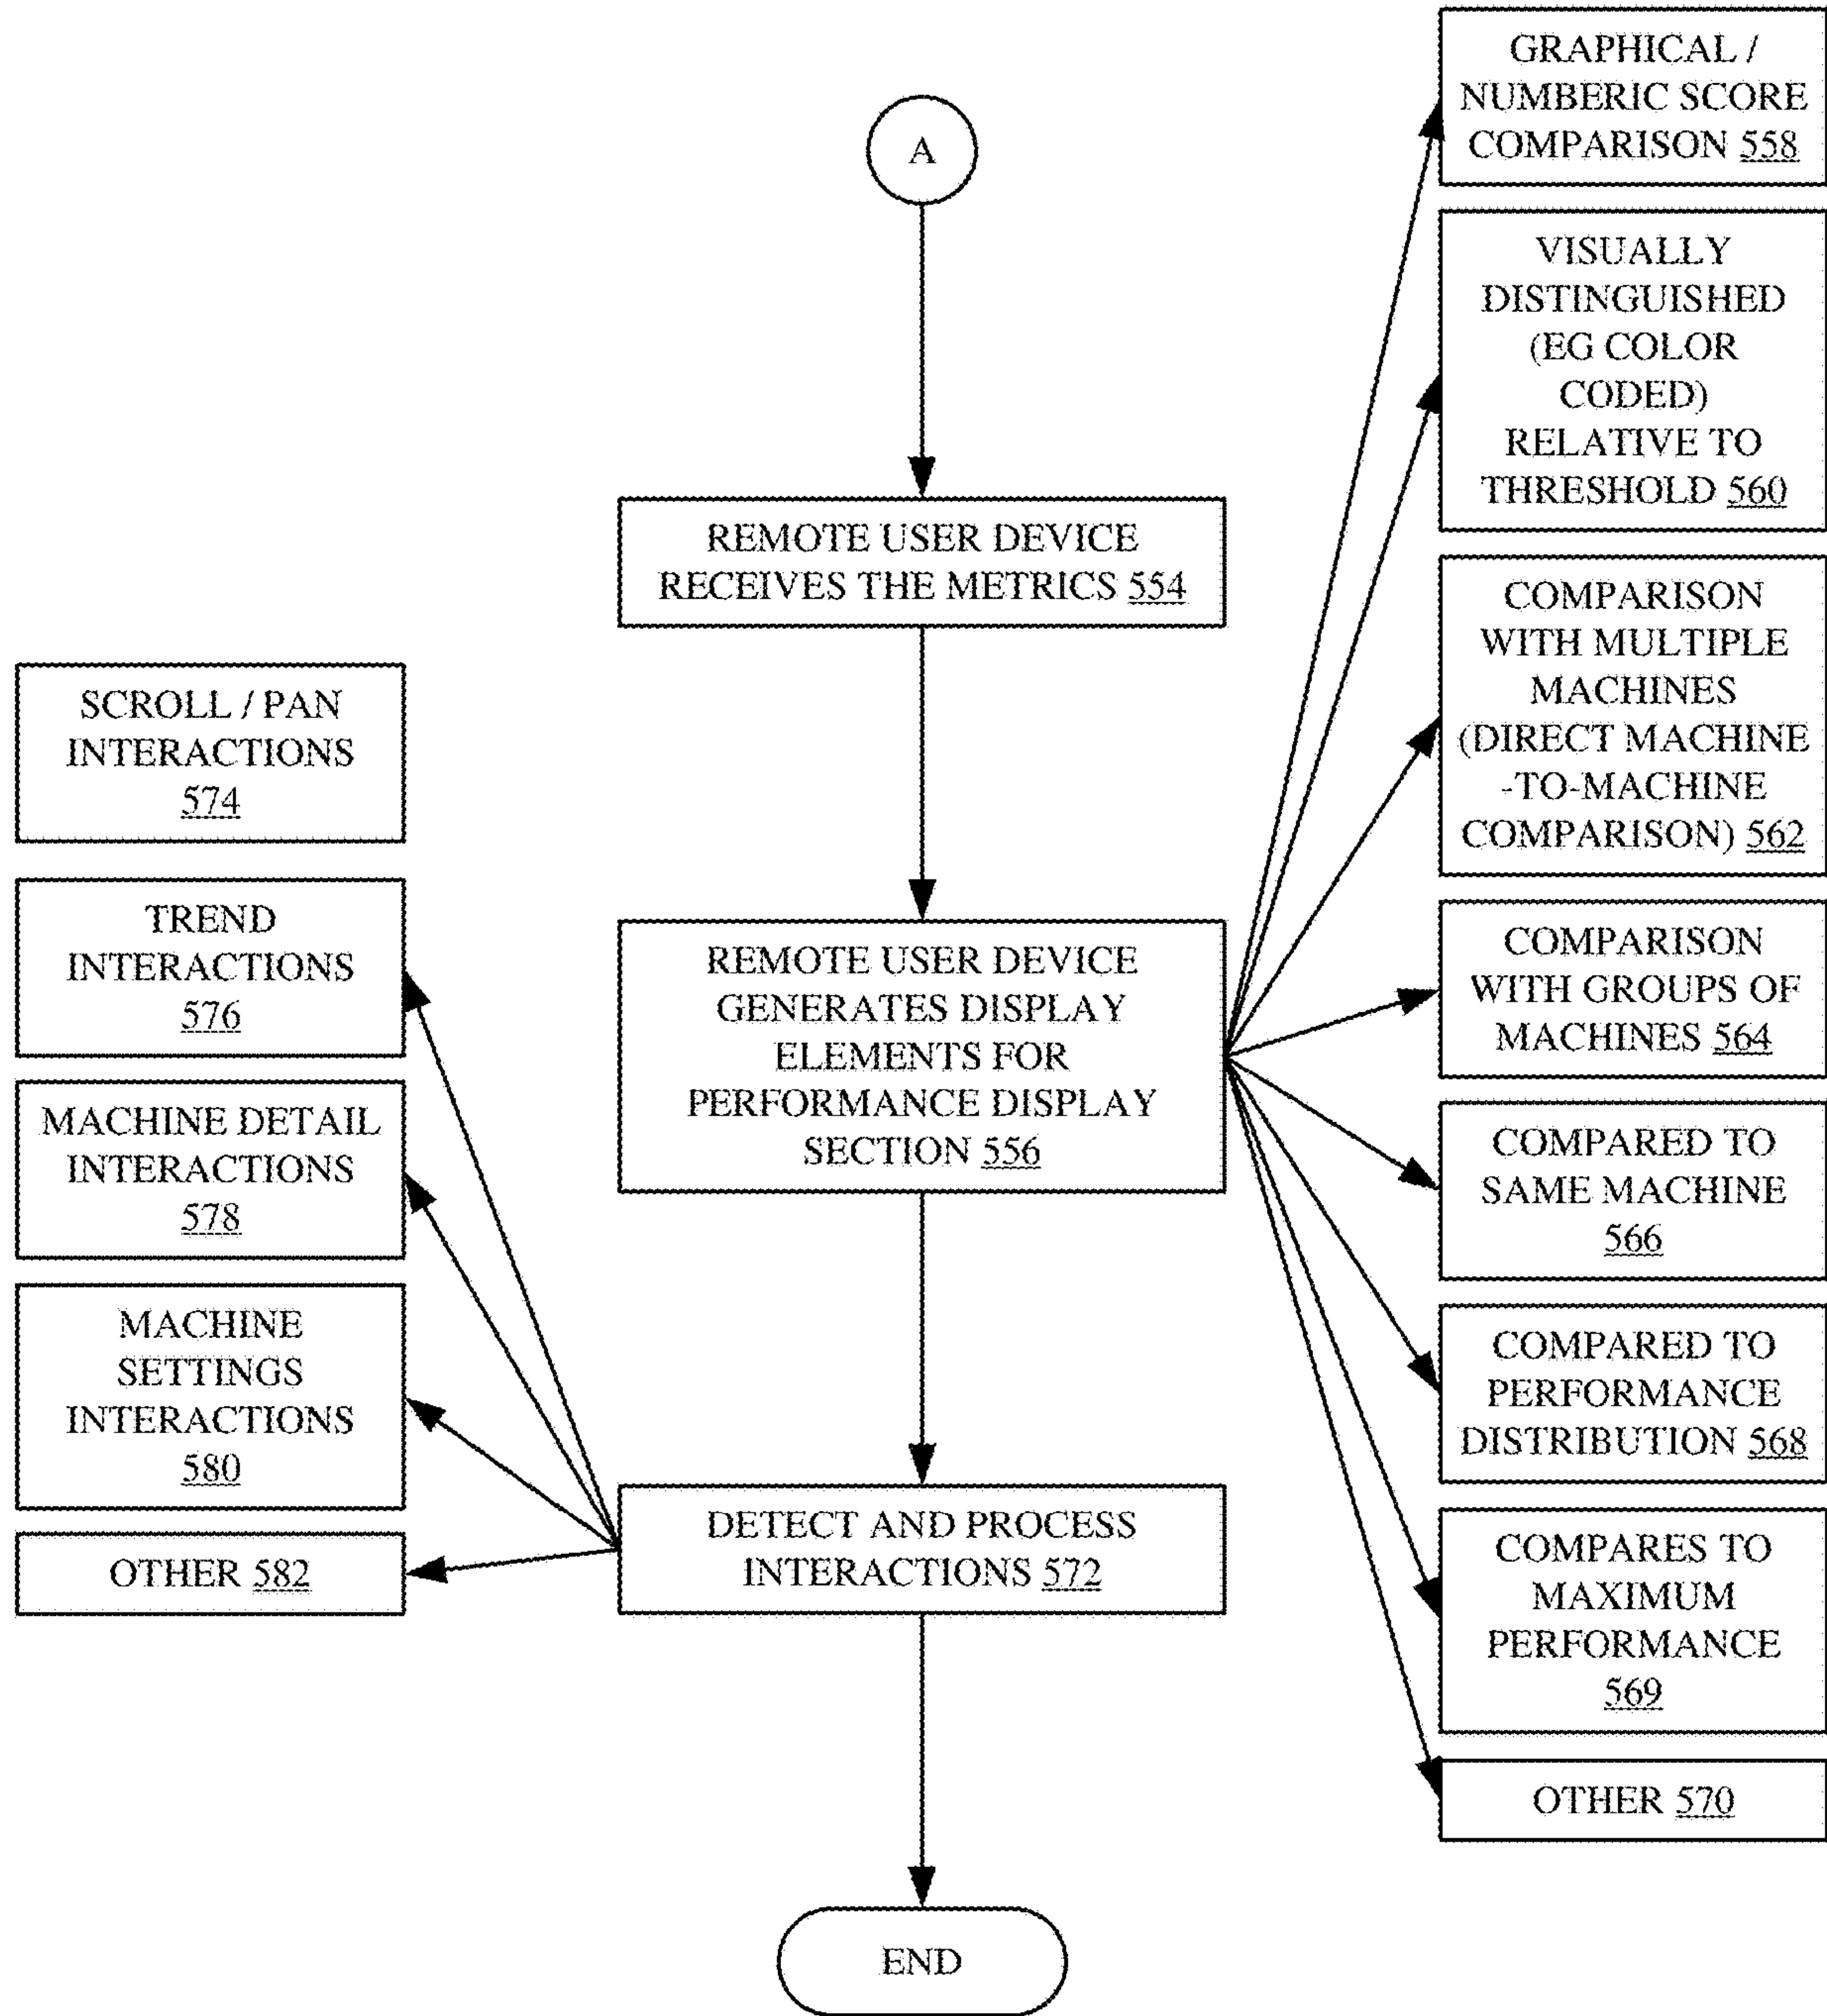 A
REMOTE USER DEVICE
RECEIVES THE METRICS 554
REMOTE USER DEVICE
GENERATES DISPLAY
ELEMENTS FOR
PERFORMANCE DISPLAY
SECTION 556
DETECT AND PROCESS
INTERACTIONS 572
END
GRAPHICAL /
NUMBERIC SCORE
COMPARISON 558
VISUALLY
DISTINGUISHED
(EG COLOR
CODED)
RELATIVE TO
THRESHOLD 560
COMPARISON
WITH MULTIPLE
MACHINES
(DIRECT MACHINE
-TO-MACHINE
COMPARISON) 562
COMPARISON
WITH GROUPS OF
MACHINES 564
COMPARED TO
SAME MACHINE
566
COMPARED TO
PERFORMANCE
DISTRIBUTION 568
COMPARES TO
MAXIMUM
PERFORMANCE
569
OTHER 570
SCROLL / PAN
INTERACTIONS
574
TREND
INTERACTIONS
576
MACHINE DETAIL
INTERACTIONS
578
MACHINE
SETTINGS
INTERACTIONS
580
OTHER 582